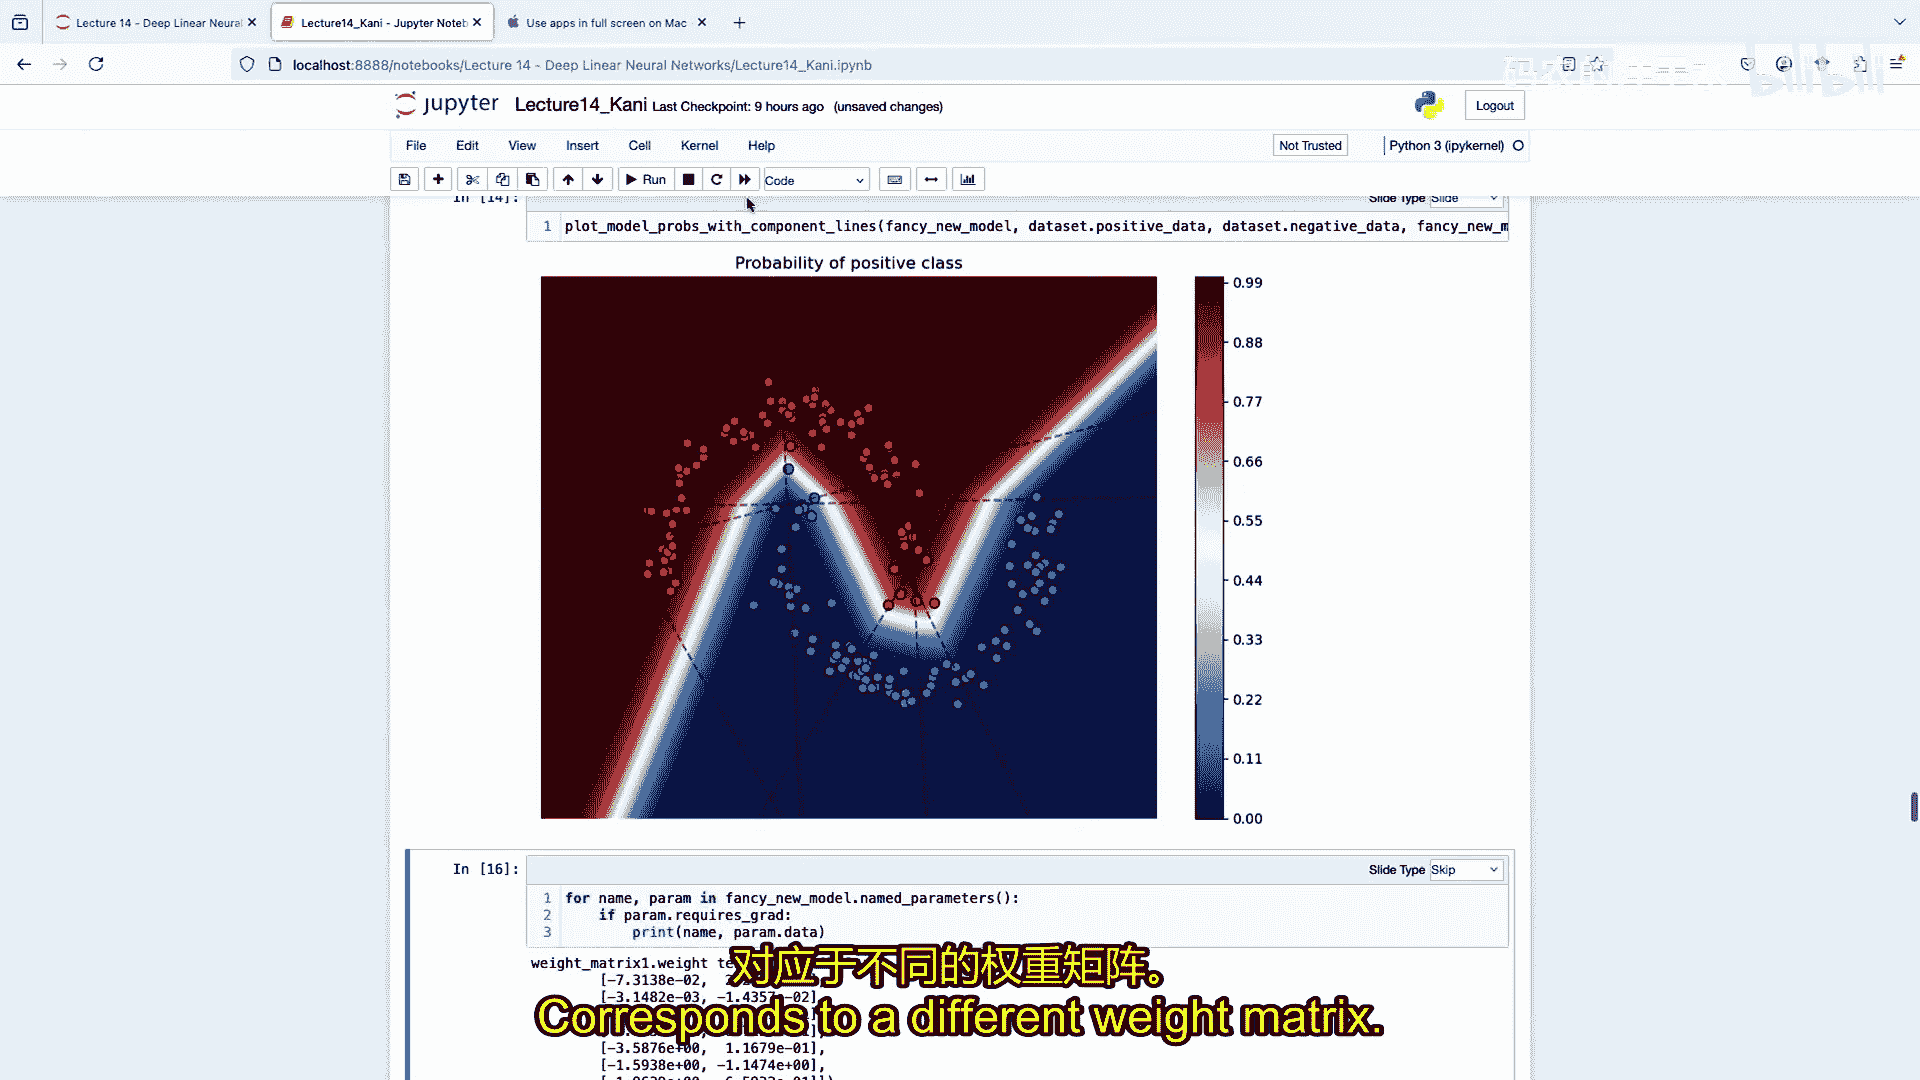 Lecture 14 - Deep Linear Neural
Lecture14_Kani - Jupyter Noteb
Use apps in full screen on Mac
localhost:8888/notebooks/Lecture 14 - Deep Linear Neural Networks/Lecture14_Kani.ipynb
bilibili
jupyter Lecture14_Kani Last Checkpoint: 9 hours ago (unsaved changes)
Logout
File Edit View Insert Cell Kernel Help
Not Trusted
Python 3 (ipykernel)
Run
Code
In [14]:
Slide Type Slide
1 plot_model_probs_with_component_lines(fancy_new_model, dataset.positive_data, dataset.negative_data, fancy_new_m
Probability of positive class
0.99
0.88
0.77
0.66
0.55
0.44
0.33
0.22
0.11
0.00
In [16]:
Slide Type Skip
1 for name, param in fancy_new_model.named_parameters():
2 if param.requires_grad:
3 print(name, param.data)
weight_matrix1.weight te
[-7.3138e-02,
[-3.1482e-03, -1.4357e-02],
对应于不同的权重矩阵。
Corresponds to a different weight matrix.
[-3.5876e+00, 1.1679e-01],
[-1.5938e+00, -1.1474e+00],